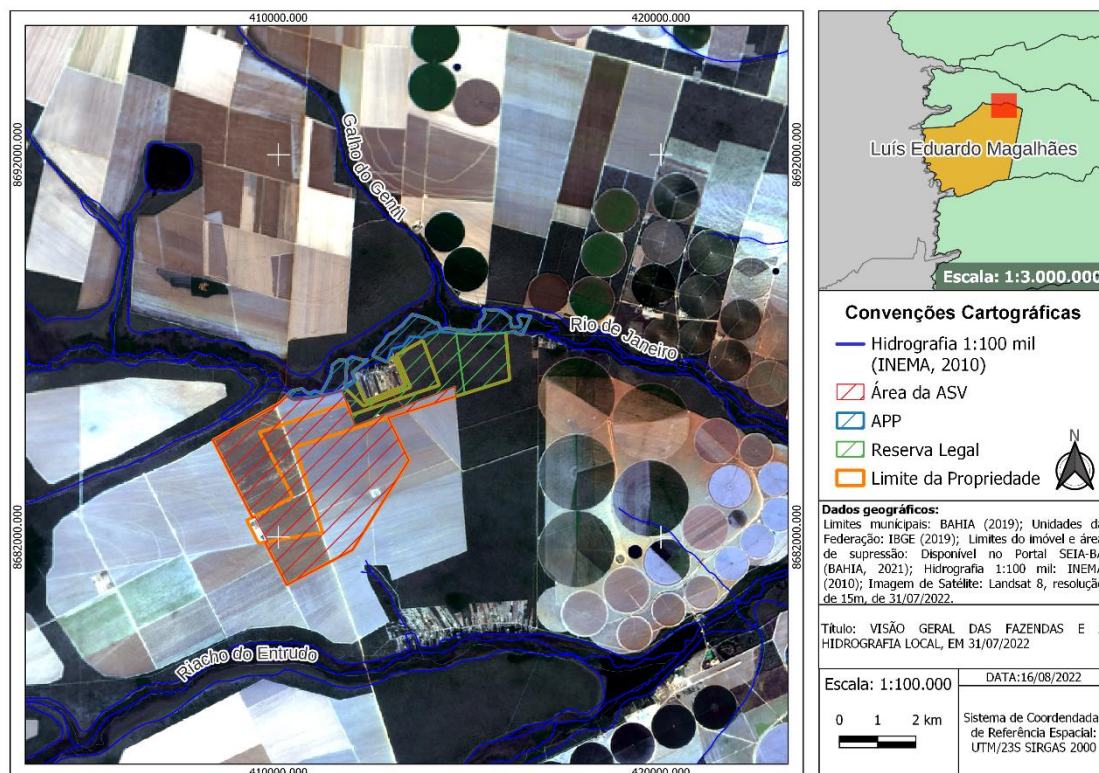 410000.000
420000.000
8692000.000
8692000.000
Galho do Gentil
Rio de Janeiro
8682000.000
8682000.000
Riacho do Entrudo
410000.000
420000.000
Luís Eduardo Magalhães
Escala: 1:3.000.000
Convenções Cartográficas
Hidrografia 1:100 mil
(INEMA, 2010)
Área da ASV
APP
Reserva Legal
Limite da Propriedade
N
Dados geográficos:
Limites municipais: BAHIA (2019); Unidades da
Federação: IBGE (2019); Limites do imóvel e área
de supressão: Disponível no Portal SEIA-BA
(BAHIA, 2021); Hidrografia 1:100 mil: INEMA
(2010); Imagem de Satélite: Landsat 8, resolução
de 15m, de 31/07/2022.
Título: VISÃO GERAL DAS FAZENDAS E
HIDROGRAFIA LOCAL, EM 31/07/2022
Escala: 1:100.000
0 1 2 km
DATA:16/08/2022
Sistema de Coordendada
de Referência Espacial:
UTM/23S SIRGAS 2000